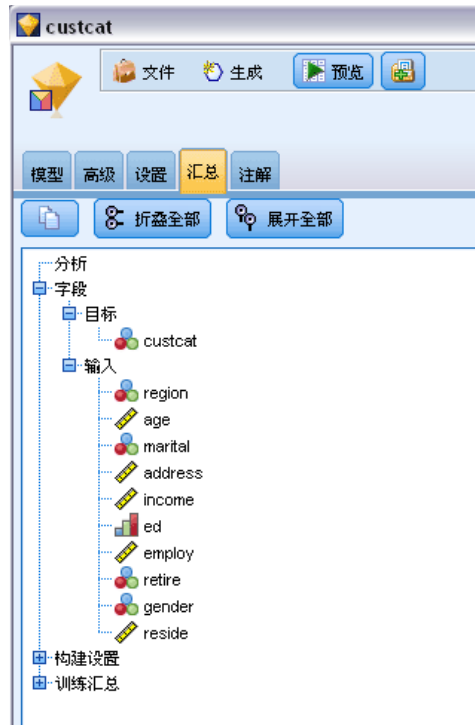 custcat
文件 生成 预览
模型 高级 设置 汇总 注解
折叠全部 展开全部
分析
字段
目标
custcat
输入
region
age
marital
address
income
ed
employ
retire
gender
reside
构建设置
训练汇总